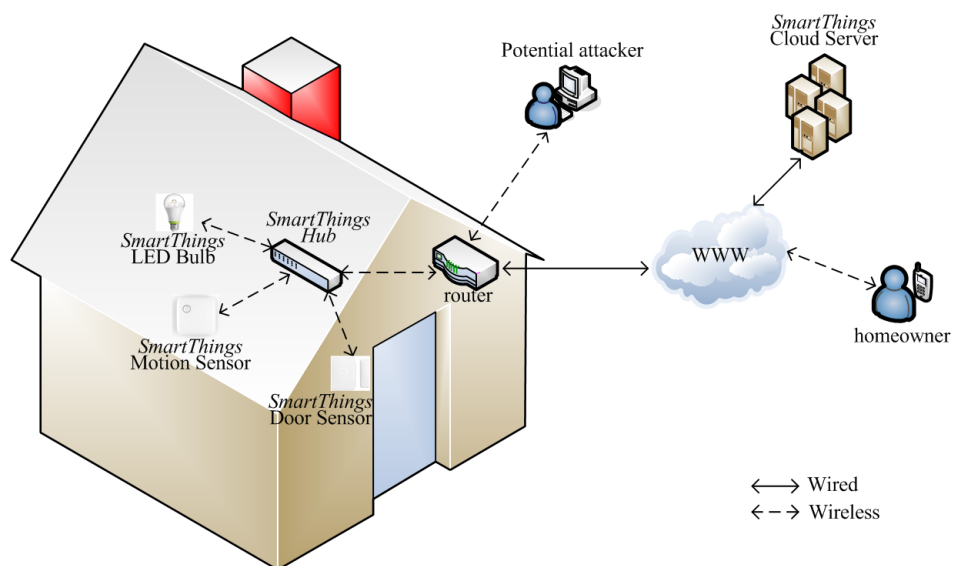 SmartThings
Cloud Server
Potential attacker
SmartThings
Hub
SmartThings
LED Bulb
WWW
router
homeowner
SmartThings
Motion Sensor
SmartThings
Door Sensor
Wired
Wireless